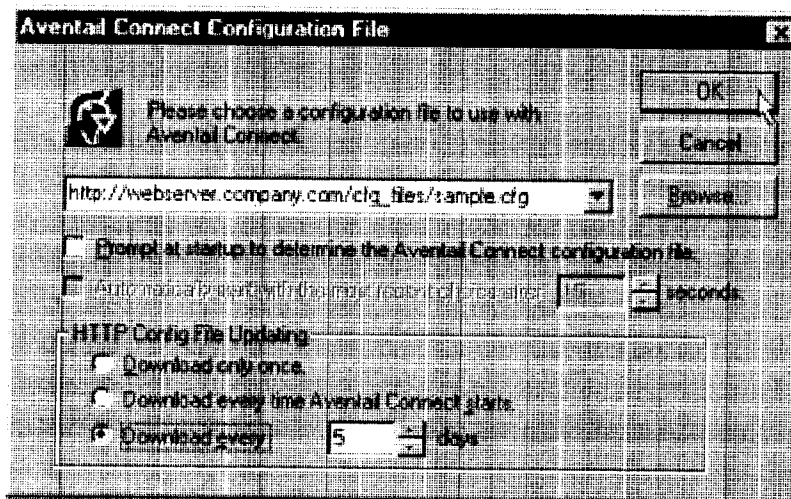 Aventail Connect Configuration File
Please choose a configuration file to use with
Aventail Connect.
OK
Cancel
http://webserver.company.com/cfg_files/sample.cfg
Browse...
Prompt at startup to determine the Aventail Connect configuration file.
seconds.
HTTP Config File Updating
Download only once.
Download every time Aventail Connect starts.
Download every 5 days